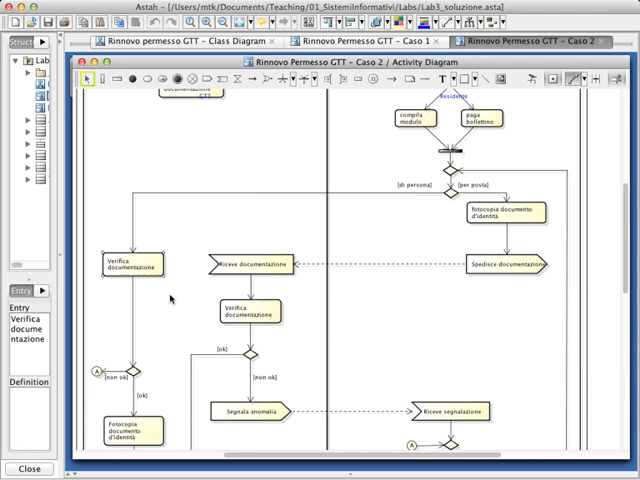 Astah - [/Users/mtk/Documents/Teaching/01_SistemiInformativi/Labs/Lab3_soluzione.asta]
Rinnovo permesso GTT - Class Diagram
Rinnovo Permesso GTT - Caso 1
Rinnovo Permesso GTT - Caso 2
Rinnovo Permesso GTT - Caso 2 / Activity Diagram
Lab
documentazione
GTT
Residente
compila
modulo
paga
bollettino
[di persona]
[per posta]
fotocopia documento
d'identità
Verifica
documentazione
Riceve documentazione
Spedisce documentazione
Verifica
documentazione
[ok]
[non ok]
A
[non ok]
[ok]
Segnala anomalia
Riceve segnalazione
Fotocopia
documento
d'identità
A
Entry
Entry
Verifica
docume
ntazione
Definition
Close